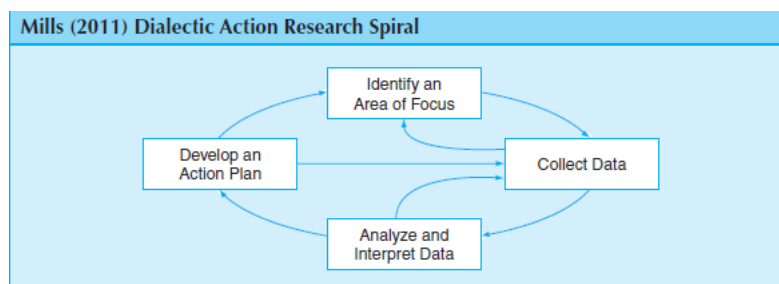 Mills (2011) Dialectic Action Research Spiral
Identify an
Area of Focus
Develop an
Action Plan
Collect Data
Analyze and
Interpret Data